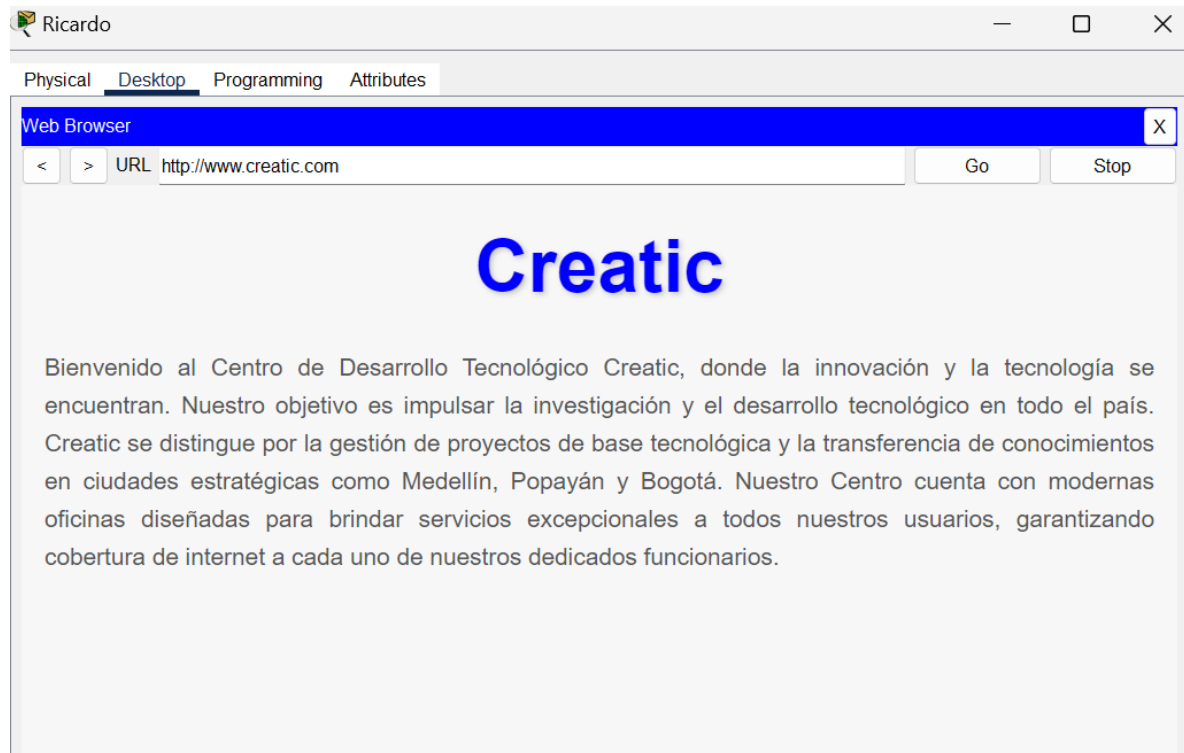 Ricardo
Physical Desktop Programming Attributes
Web Browser X
< > URL http://www.creatic.com Go Stop
Creatic
Bienvenido al Centro de Desarrollo Tecnológico Creatic, donde la innovación y la tecnología se
encuentran. Nuestro objetivo es impulsar la investigación y el desarrollo tecnológico en todo el país.
Creatic se distingue por la gestión de proyectos de base tecnológica y la transferencia de conocimientos
en ciudades estratégicas como Medellín, Popayán y Bogotá. Nuestro Centro cuenta con modernas
oficinas diseñadas para brindar servicios excepcionales a todos nuestros usuarios, garantizando
cobertura de internet a cada uno de nuestros dedicados funcionarios.